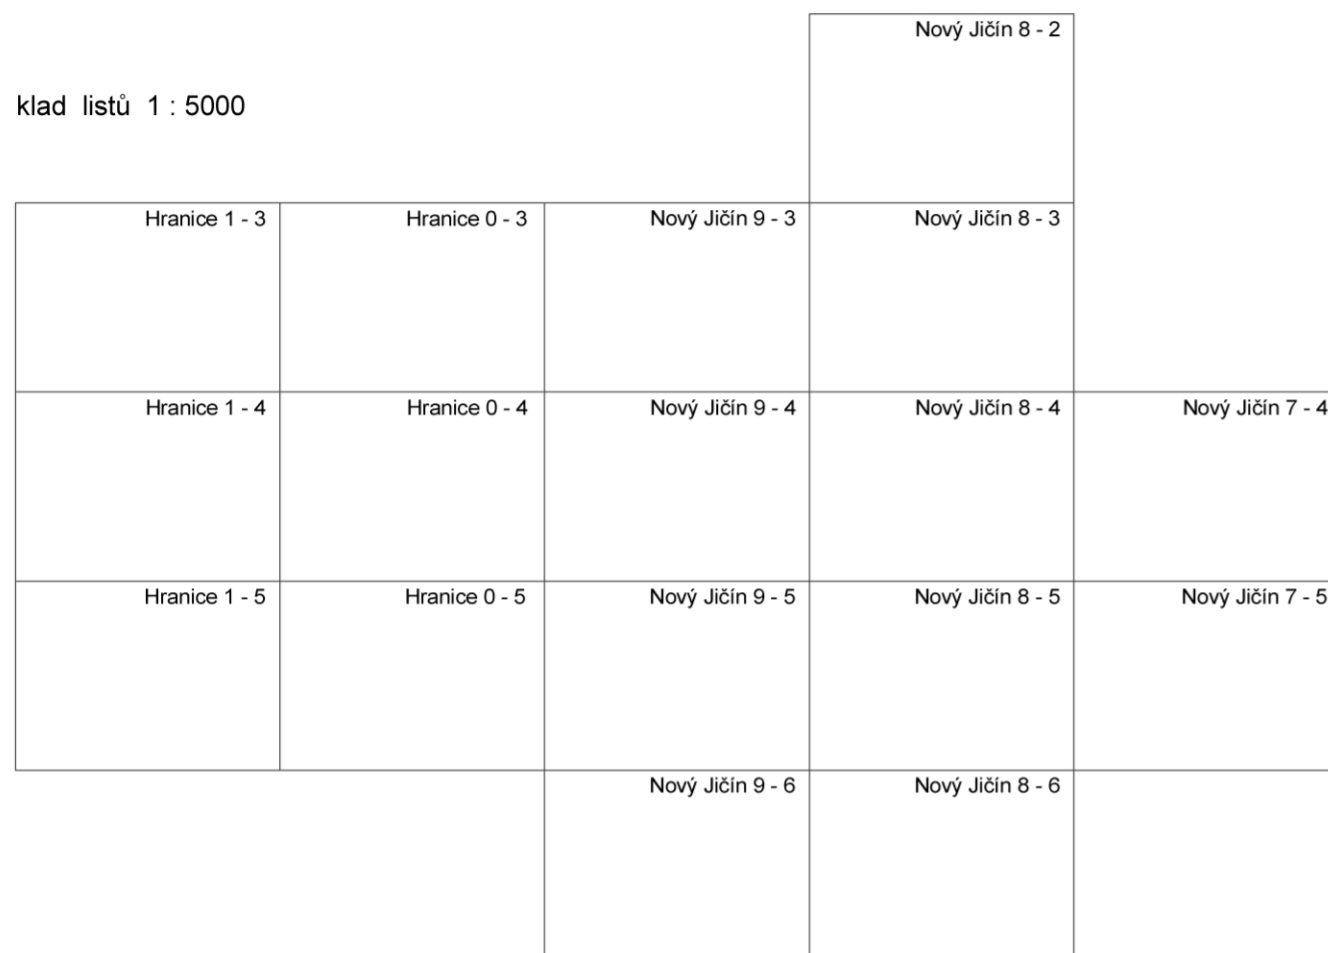 Nový Jičín 8 - 2
klad listů 1 : 5000
Hranice 1 - 3
Hranice 0 - 3
Nový Jičín 9 - 3
Nový Jičín 8 - 3
Hranice 1 - 4
Hranice 0 - 4
Nový Jičín 9 - 4
Nový Jičín 8 - 4
Nový Jičín 7 - 4
Hranice 1 - 5
Hranice 0 - 5
Nový Jičín 9 - 5
Nový Jičín 8 - 5
Nový Jičín 7 - 5
Nový Jičín 9 - 6
Nový Jičín 8 - 6